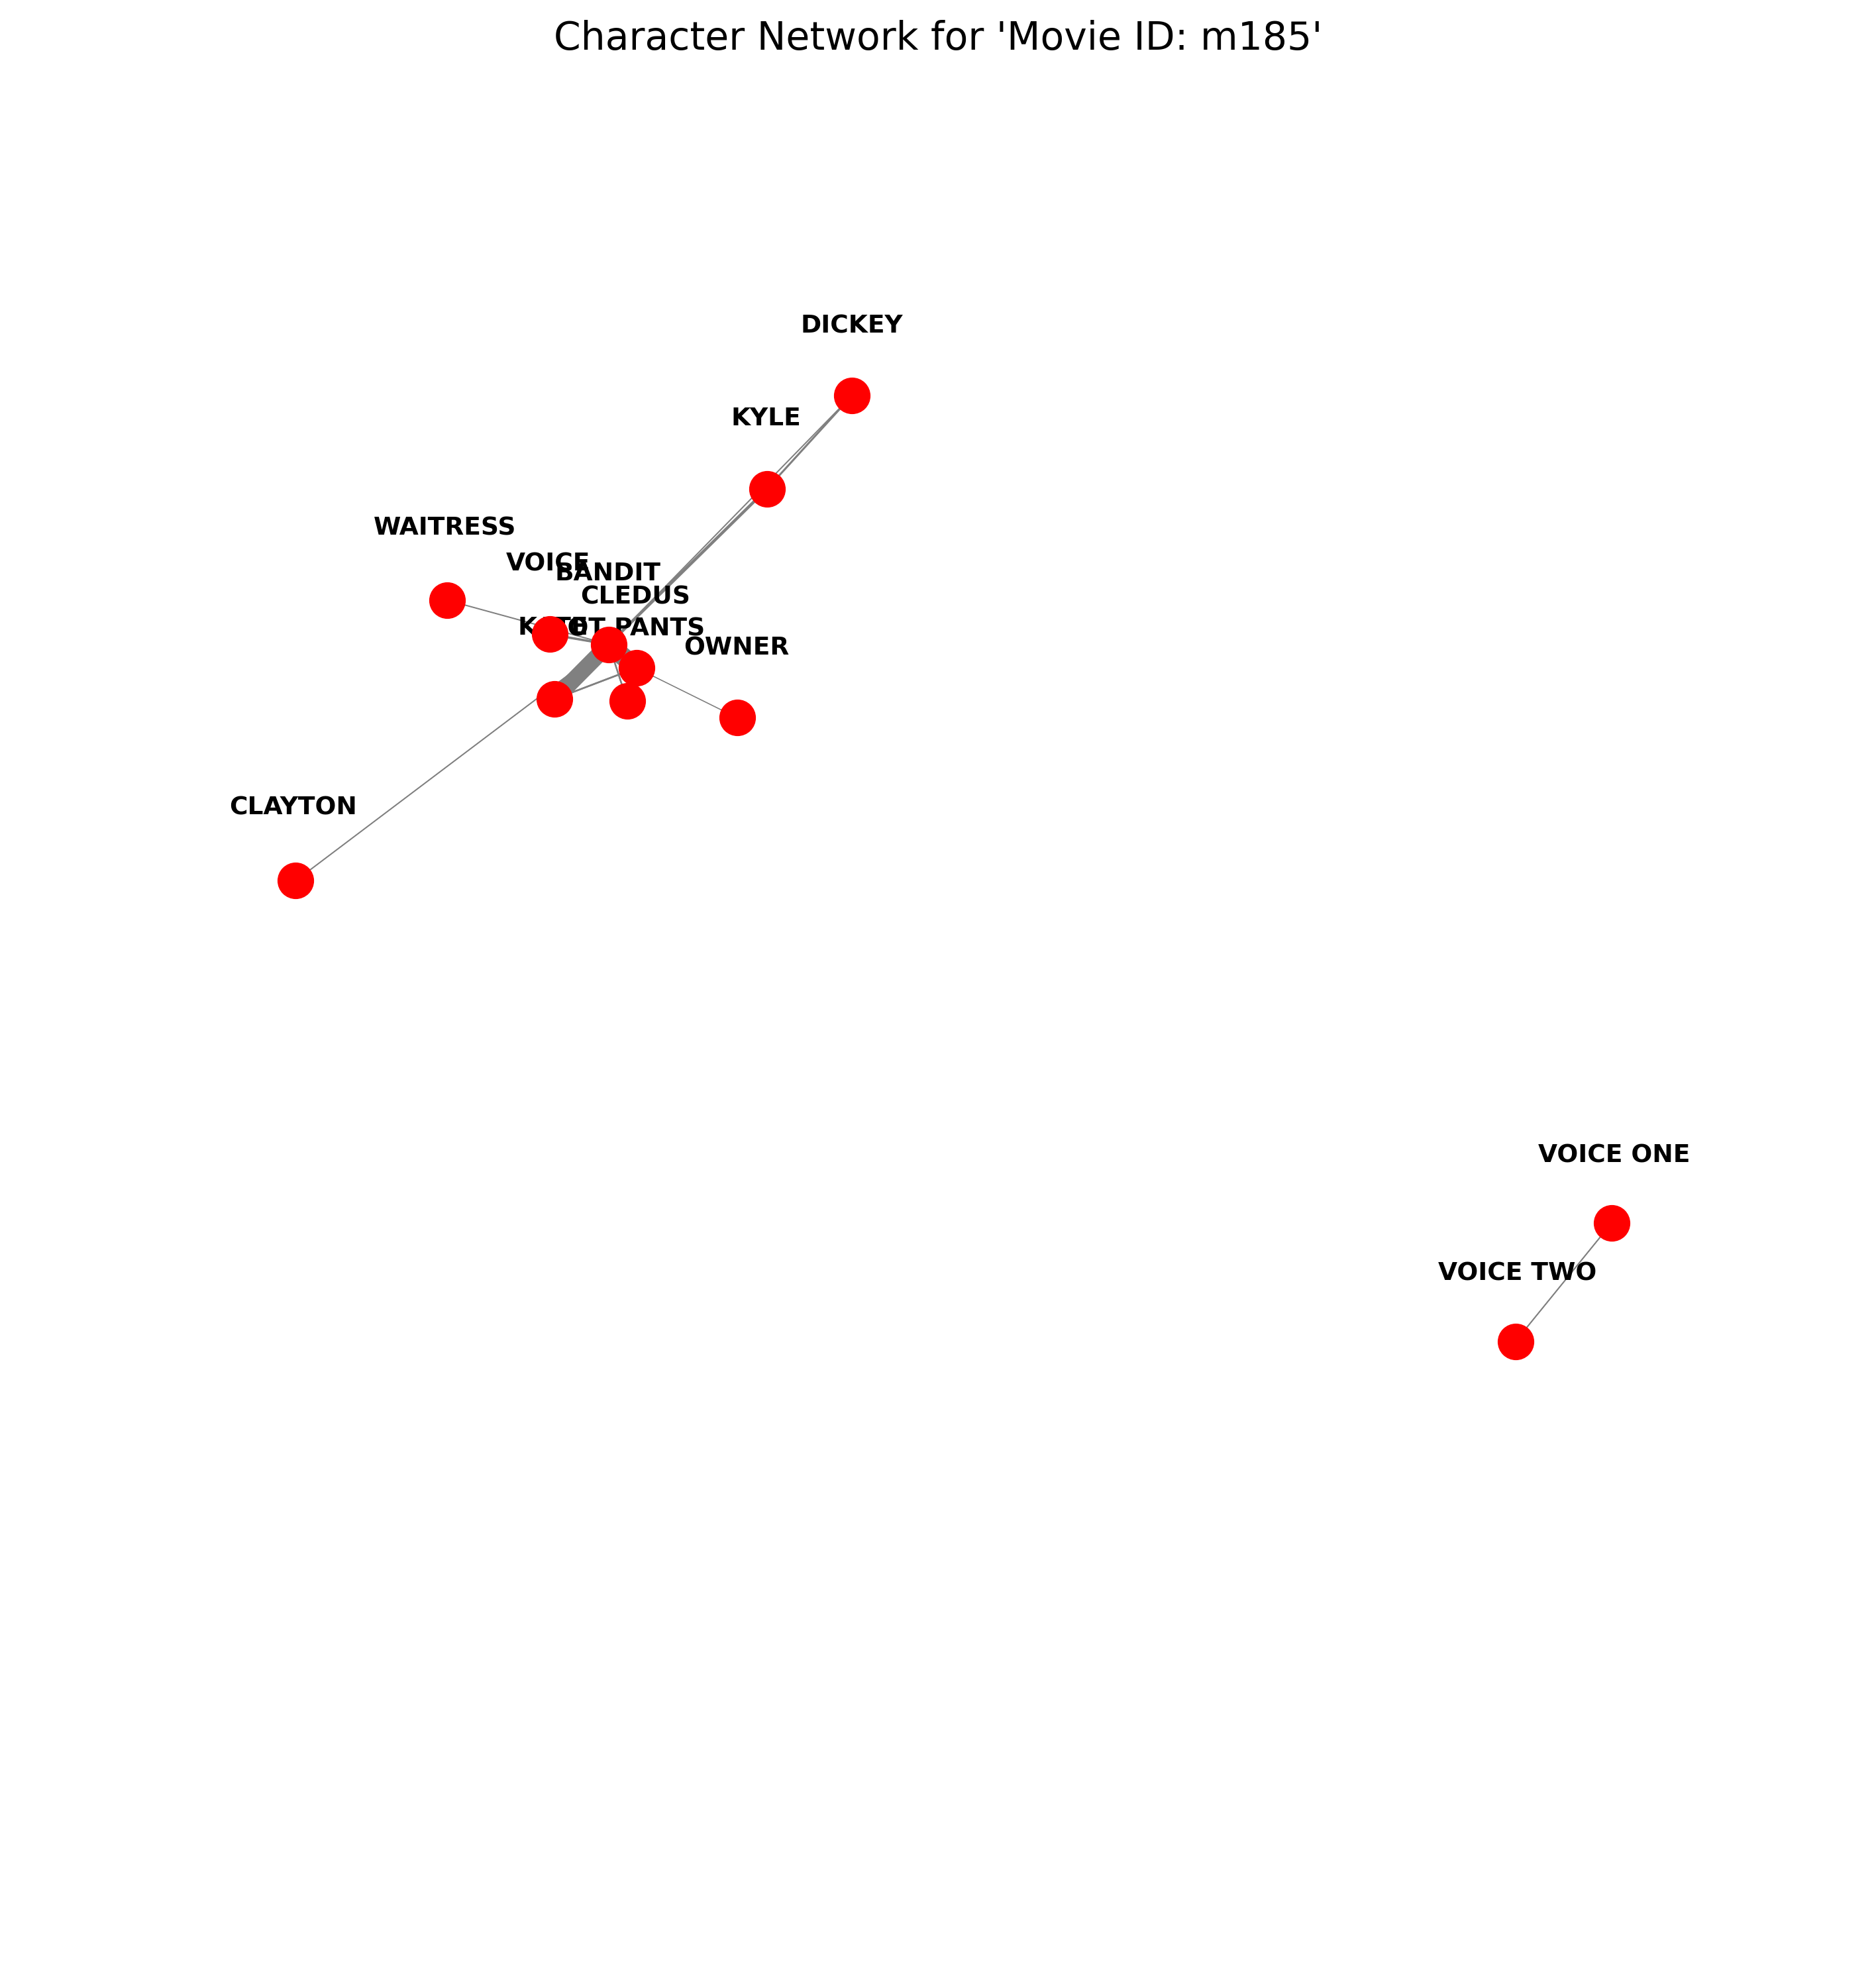 Character Network for 'Movie ID: m185'
DICKEY
KYLE
WAITRESS
VOICE
BANDIT
CLEDUS
PANTS
OWNER
CLAYTON
VOICE ONE
VOICE TWO